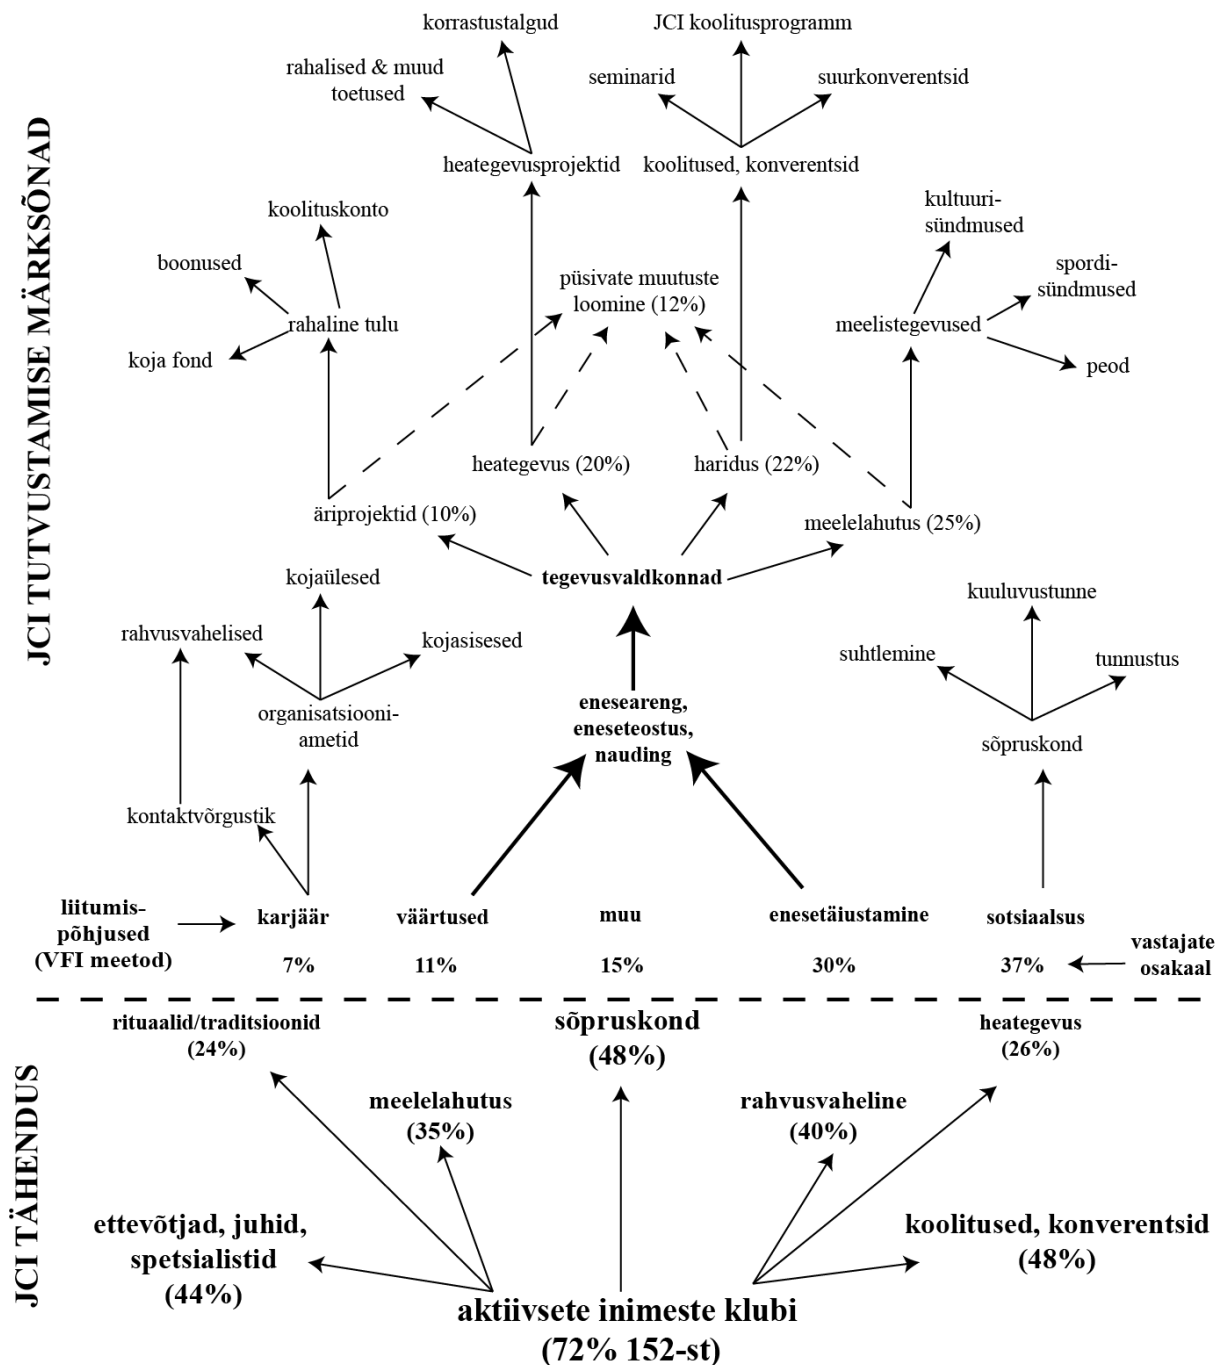 JCI TUTVUSTAMISE MÄRKSÕNAD
korrastustalgud
JCI koolitusprogramm
rahalised & muud
toetused
seminarid
suurkonverentsid
heategevusprojektid
koolitused, konverentsid
koolituskonto
kultuuri-
sündmused
boonused
püsivate muutuste
loomine (12%)
spordi-
sündmused
rahaline tulu
meelistegevused
koja fond
peod
heategevus (20%)
haridus (22%)
äriprojektid (10%)
meelelahutus (25%)
tegevusvaldkonnad
kojaülesed
kuuluvustunne
rahvusvahelised
kojasisesed
suhtlemine
tunnustus
organisatsiooni-
ametid
eneseareng,
eneseteostus,
nauding
sõpruskond
kontaktvõrgustik
liitumis-
põhjused
(VFI meetod)
karjäär
väärtused
muu
enesetäiustamine
sotsiaalsus
7%
11%
15%
30%
37%
vastajate
osakaal
JCI TÄHENDUS
rituaalid/traditsioonid
(24%)
sõpruskond
(48%)
heategevus
(26%)
meelelahutus
(35%)
rahvusvaheline
(40%)
ettevõtjad, juhid,
spetsialistid
(44%)
koolitused, konverentsid
(48%)
aktiivsete inimeste klubi
(72% 152-st)